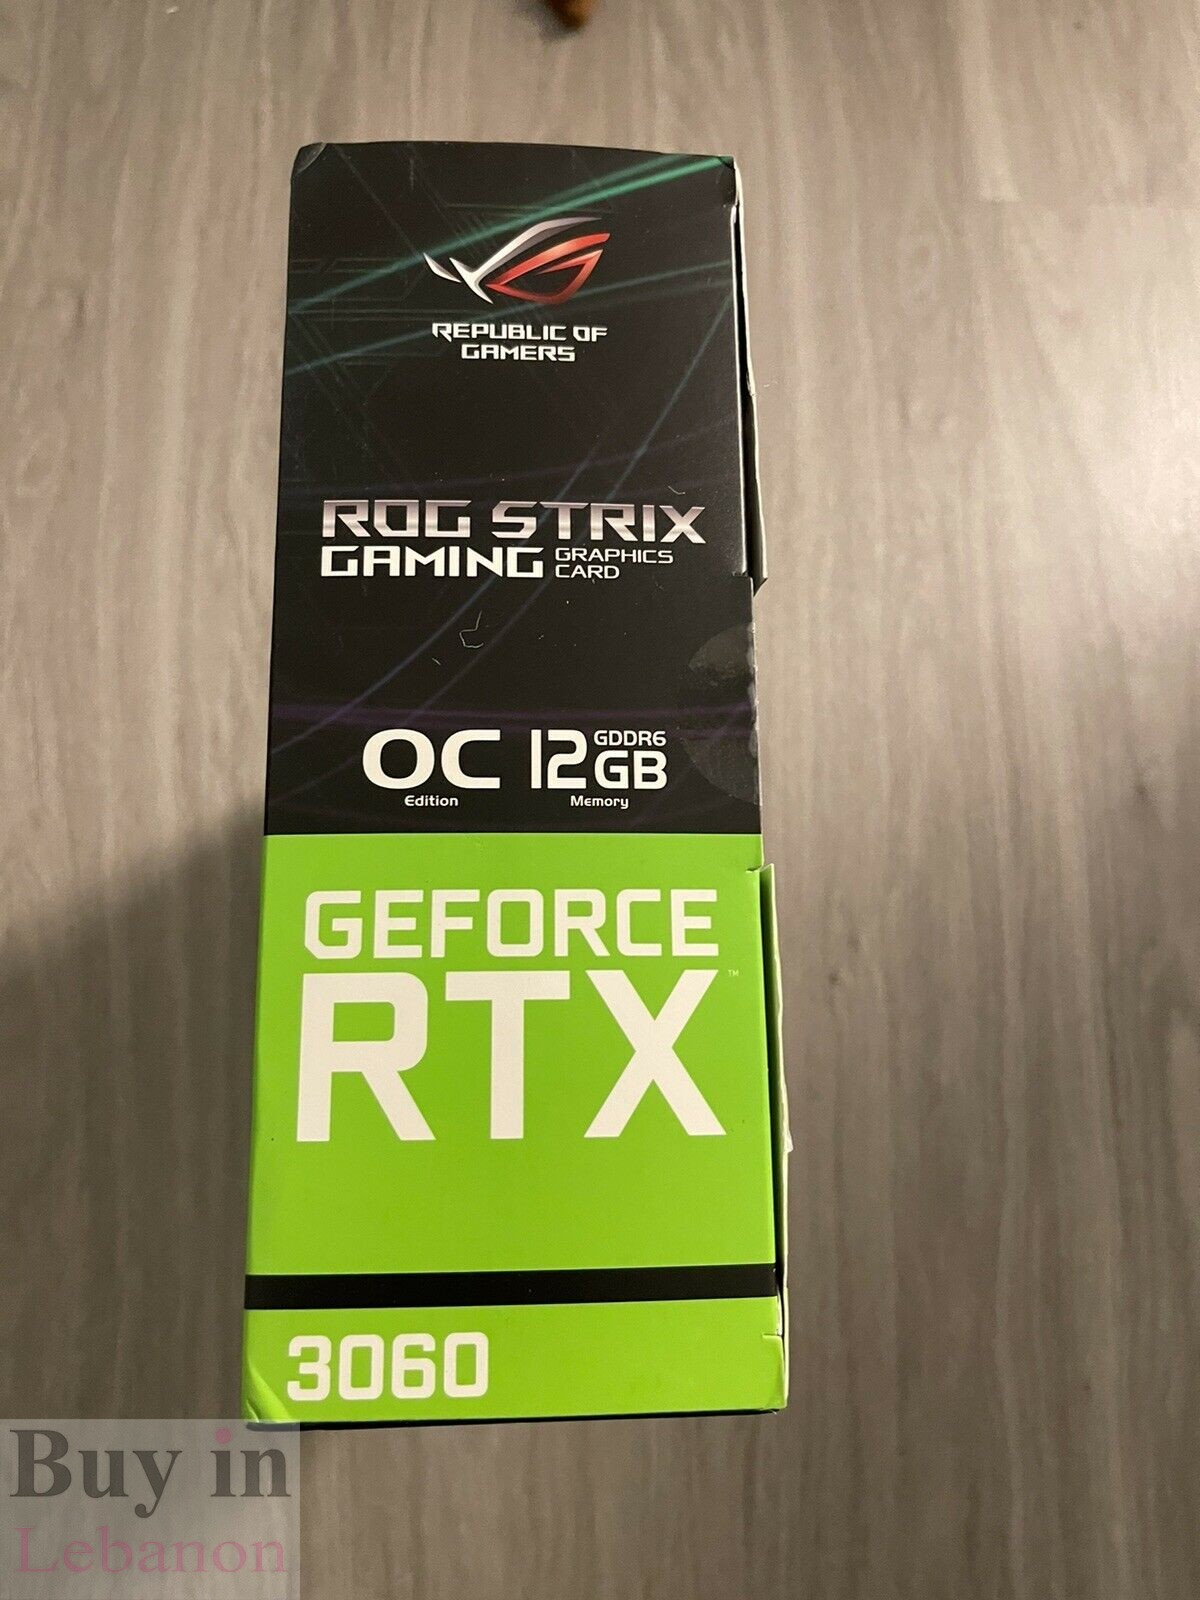 REPUBLIC OF
GAMERS
ROG STRIX
GAMING GRAPHICS
CARD
OC 12 GDDR6
GB
Edition Memory
GEFORCE
RTX™
3060
Buy in
Lebanon